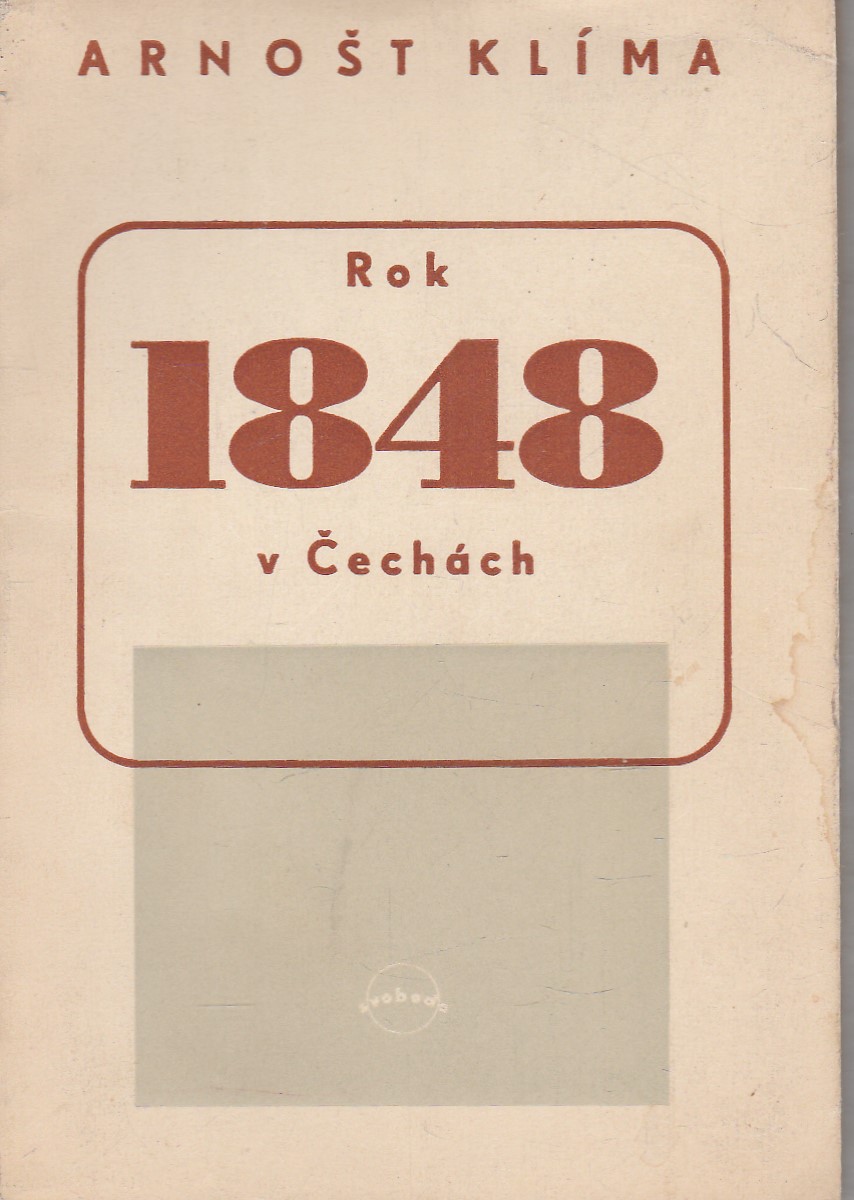 ARNOŠT KLÍMA
Rok
1848
v Čechách
svoboda